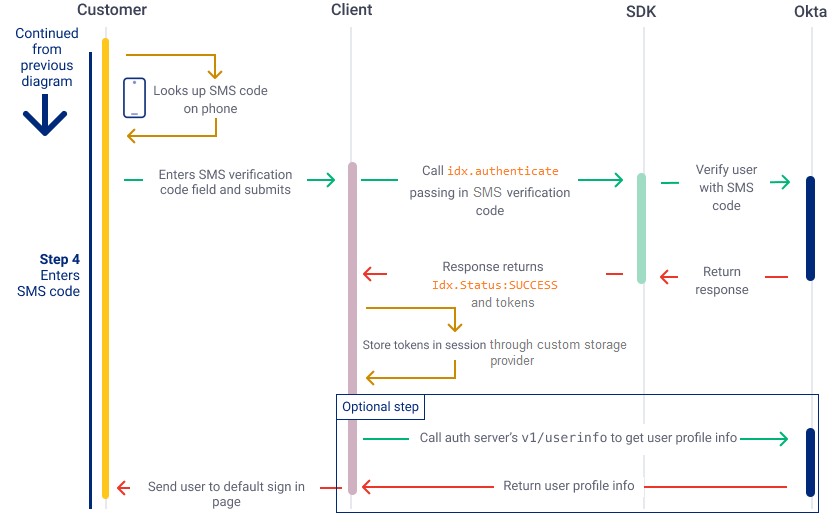 Customer
Client
SDK
Okta
Continued
from
previous
diagram
Looks up SMS code
on phone
Enters SMS verification
code field and submits
Call idx.authenticate
passing in SMS verification
code
Verify user
with SMS
code
Step 4
Enters
SMS code
Response returns
Idx.Status:SUCCESS
and tokens
Return
response
Store tokens in session through custom storage
provider
Optional step
Call auth server’s v1/userinfo to get user profile info
Send user to default sign in
page
Return user profile info